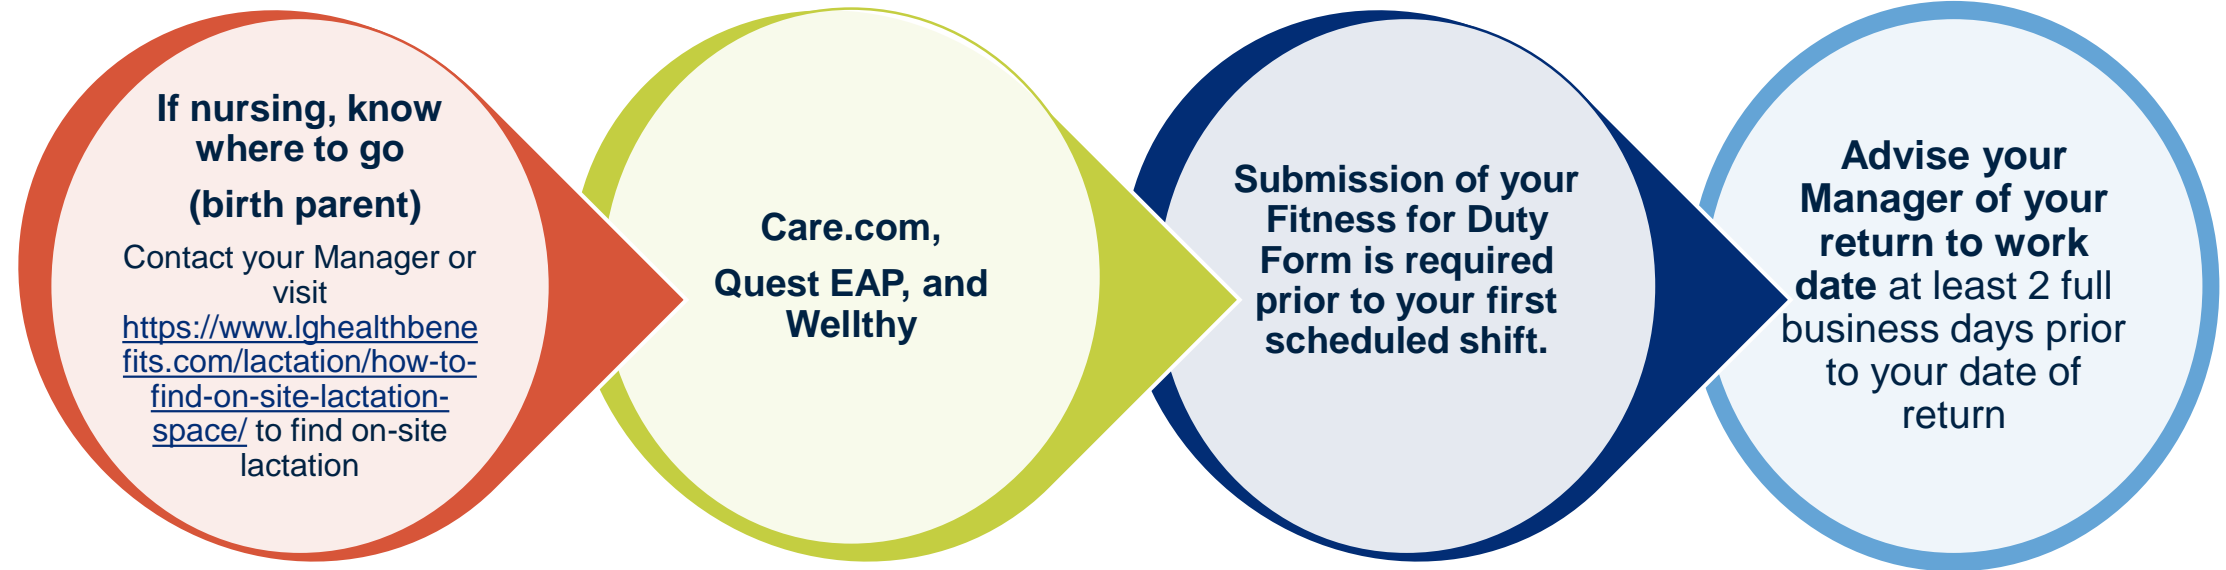 If nursing, know
where to go
(birth parent)
Contact your Manager or
visit
https://www.lghealthbene
fits.com/lactation/how-to-
find-on-site-lactation-
space/ to find on-site
lactation
Care.com,
Quest EAP, and
Wellthy
Submission of your
Fitness for Duty
Form is required
prior to your first
scheduled shift.
Advise your
Manager of your
return to work
date at least 2 full
business days prior
to your date of
return